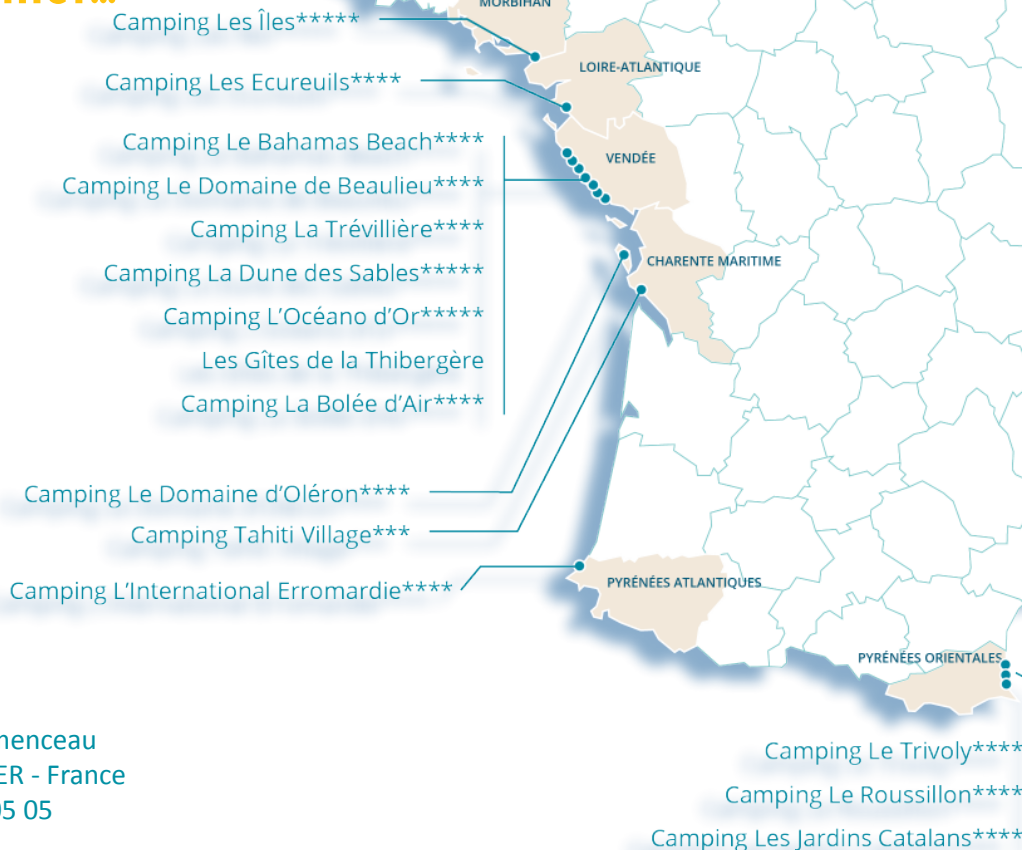 MORBIHAN
Camping Les Îles*****
LOIRE-ATLANTIQUE
Camping Les Ecureuils****
Camping Le Bahamas Beach****
VENDÉE
Camping Le Domaine de Beaulieu****
Camping La Trévillière****
CHARENTE MARITIME
Camping La Dune des Sables*****
Camping L'Océano d'Or*****
Les Gîtes de la Thibergère
Camping La Bolée d'Air****
Camping Le Domaine d'Oléron****
Camping Tahiti Village***
Camping L'International Erromardie****
PYRÉNÉES ATLANTIQUES
PYRÉNÉES ORIENTALES
menceau
ER - France
05 05
Camping Le Trivoly****
Camping Le Roussillon****
Camping Les Jardins Catalans****